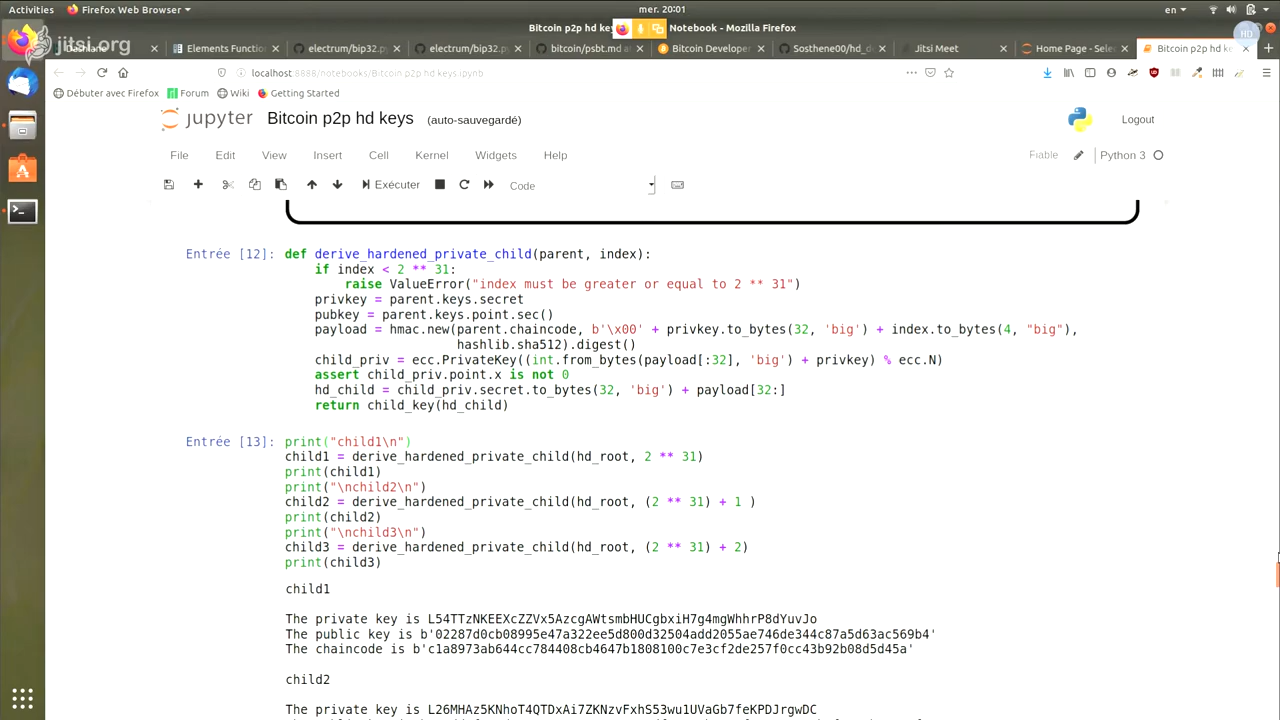 Activities Firefox Web Browser mer. 20:01 en
Bitcoin p2p hd ke Notebook - Mozilla Firefox
jitsi.org
HD
Elements Functio electrum/bip32.p electrum/bip32.p bitcoin/psbt.md a Bitcoin Developer Sosthene00/hd_d Jitsi Meet Home Page - Selec Bitcoin p2p hd ke
localhost:8888/notebooks/Bitcoin p2p hd keys.ipynb
Débuter avec Firefox Forum Wiki Getting Started
jupyter Bitcoin p2p hd keys (auto-sauvegardé) Logout
File Edit View Insert Cell Kernel Widgets Help Fiable Python 3
Exécuter Code
Entrée [12]: def derive_hardened_private_child(parent, index):
if index < 2 ** 31:
raise ValueError("index must be greater or equal to 2 ** 31")
privkey = parent.keys.secret
pubkey = parent.keys.point.sec()
payload = hmac.new(parent.chaincode, b'\x00' + privkey.to_bytes(32, 'big') + index.to_bytes(4, "big"),
hashlib.sha512).digest()
child_priv = ecc.PrivateKey((int.from_bytes(payload[:32], 'big') + privkey) % ecc.N)
assert child_priv.point.x is not 0
hd_child = child_priv.secret.to_bytes(32, 'big') + payload[32:]
return child_key(hd_child)
Entrée [13]: print("child1\n")
child1 = derive_hardened_private_child(hd_root, 2 ** 31)
print(child1)
print("\nchild2\n")
child2 = derive_hardened_private_child(hd_root, (2 ** 31) + 1 )
print(child2)
print("\nchild3\n")
child3 = derive_hardened_private_child(hd_root, (2 ** 31) + 2)
print(child3)
child1
The private key is L54TTzNKEEXcZZVx5AzcgAWtsmbHUCgbxiH7g4mgWhhrP8dYuvJo
The public key is b'02287d0cb08995e47a322ee5d800d32504add2055ae746de344c87a5d63ac569b4'
The chaincode is b'c1a8973ab644cc784408cb4647b1808100c7e3cf2de257f0cc43b92b08d5d45a'
child2
The private key is L26MHAz5KNhoT4QTDxAi7ZKNzvFxhS53wu1UVaGb7feKPDJrgwDC